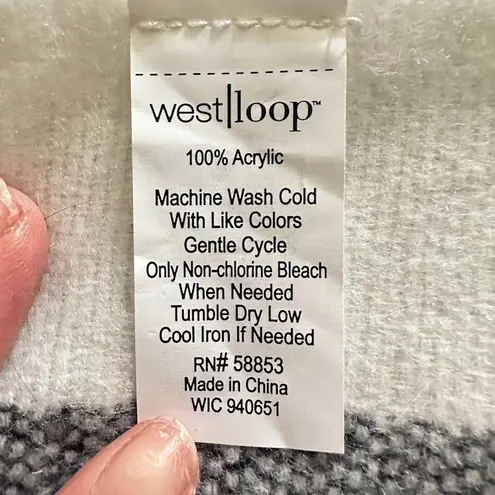 west|loop™
100% Acrylic
Machine Wash Cold
With Like Colors
Gentle Cycle
Only Non-chlorine Bleach
When Needed
Tumble Dry Low
Cool Iron If Needed
RN# 58853
Made in China
WIC 940651